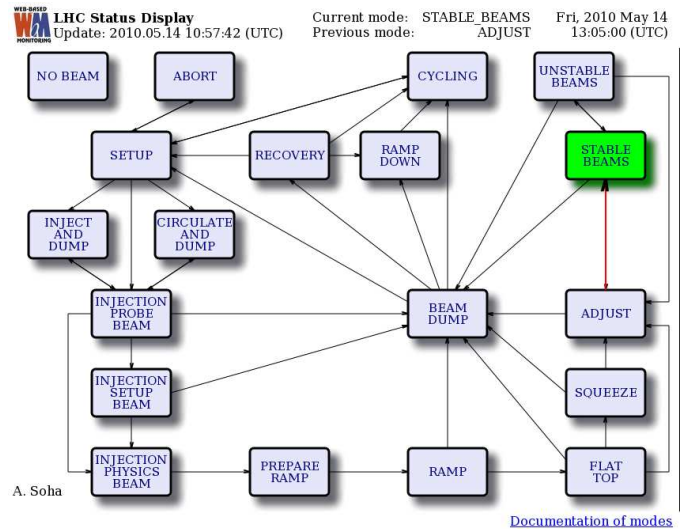 WEB-BASED
WbM
MONITORING
LHC Status Display
Update: 2010.05.14 10:57:42 (UTC)
Current mode: STABLE_BEAMS
Previous mode: ADJUST
Fri, 2010 May 14
13:05:00 (UTC)
NO BEAM
ABORT
CYCLING
UNSTABLE
BEAMS
SETUP
RECOVERY
RAMP
DOWN
STABLE
BEAMS
INJECT
AND
DUMP
CIRCULATE
AND
DUMP
INJECTION
PROBE
BEAM
BEAM
DUMP
ADJUST
INJECTION
SETUP
BEAM
SQUEEZE
INJECTION
PHYSICS
BEAM
PREPARE
RAMP
RAMP
FLAT
TOP
A. Soha
Documentation of modes